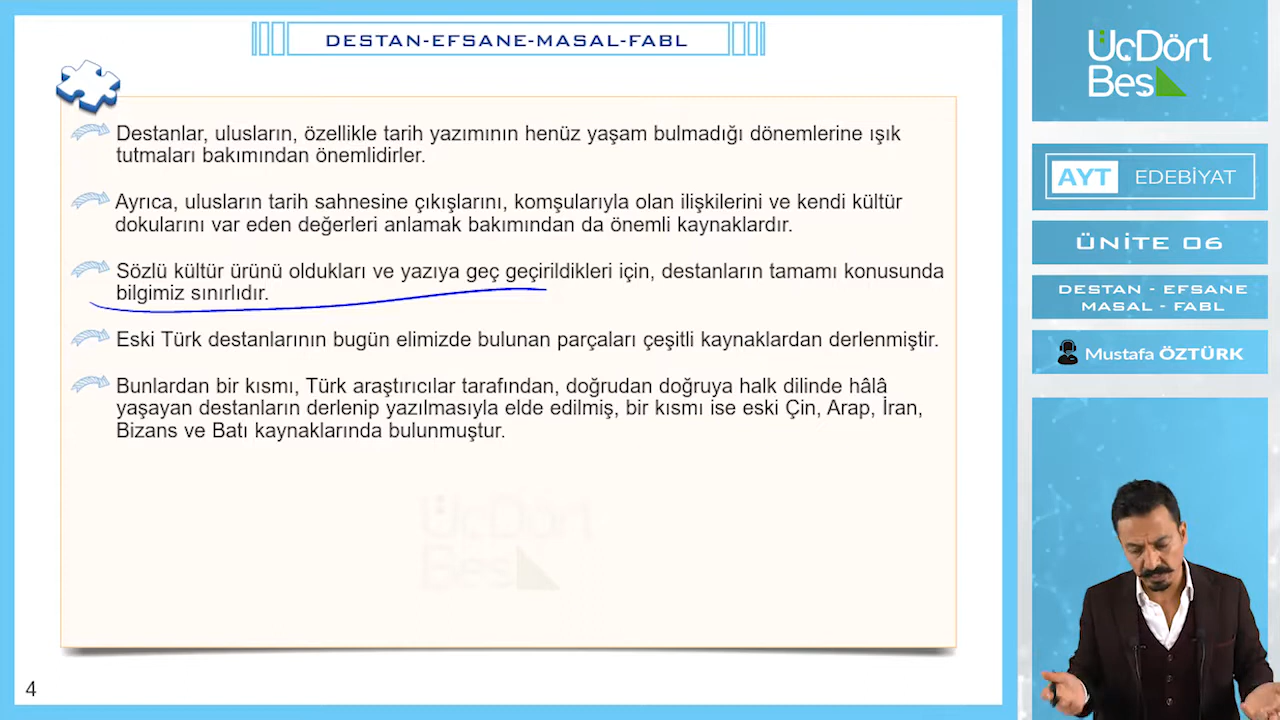 DESTAN-EFSANE-MASAL-FABL
Destanlar, ulusların, özellikle tarih yazımının henüz yaşam bulmadığı dönemlerine ışık
tutmaları bakımından önemlidirler.
Ayrıca, ulusların tarih sahnesine çıkışlarını, komşularıyla olan ilişkilerini ve kendi kültür
dokularını var eden değerleri anlamak bakımından da önemli kaynaklardır.
Sözlü kültür ürünü oldukları ve yazıya geç geçirildikleri için, destanların tamamı konusunda
bilgimiz sınırlıdır.
Eski Türk destanlarının bugün elimizde bulunan parçaları çeşitli kaynaklardan derlenmiştir.
Bunlardan bir kısmı, Türk araştırıcılar tarafından, doğrudan doğruya halk dilinde hâlâ
yaşayan destanların derlenip yazılmasıyla elde edilmiş, bir kısmı ise eski Çin, Arap, İran,
Bizans ve Batı kaynaklarında bulunmuştur.
ÜçDört
Beş
4
ÜçDört
Beş
AYT EDEBİYAT
ÜNİTE 06
DESTAN - EFSANE
MASAL - FABL
Mustafa ÖZTÜRK